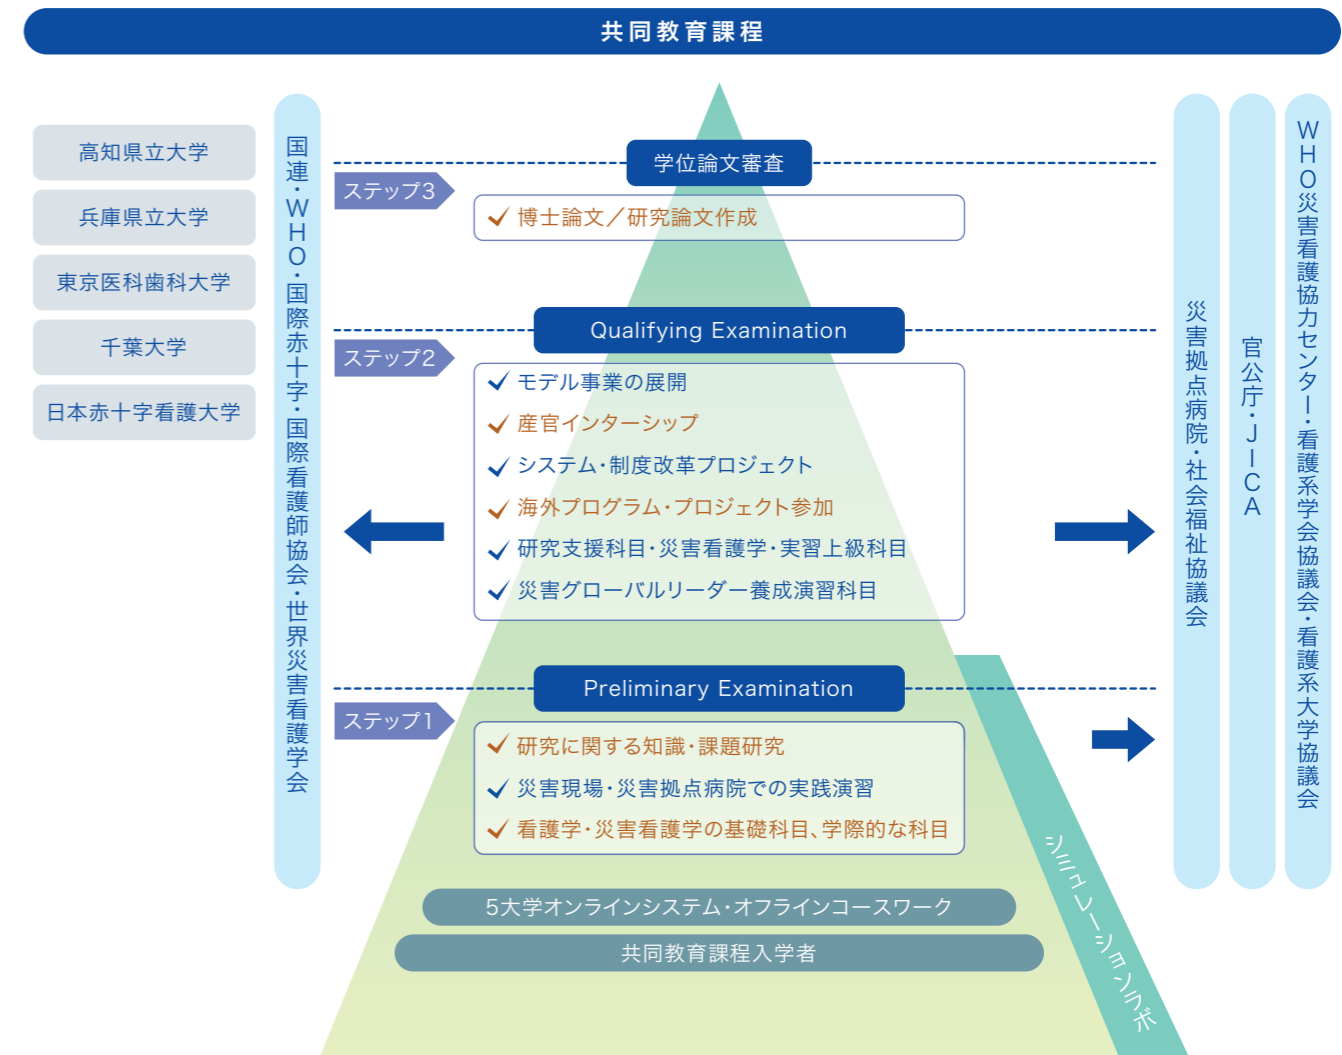 共同教育課程
高知県立大学
兵庫県立大学
東京医科歯科大学
千葉大学
日本赤十字看護大学
国連・WHO・国際赤十字・国際看護師協会・世界災害看護学会
学位論文審査
ステップ3
博士論文／研究論文作成
Qualifying Examination
ステップ2
モデル事業の展開
産官インターシップ
システム・制度改革プロジェクト
海外プログラム・プロジェクト参加
研究支援科目・災害看護学・実習上級科目
災害グローバルリーダー養成演習科目
Preliminary Examination
ステップ1
研究に関する知識・課題研究
災害現場・災害拠点病院での実践演習
看護学・災害看護学の基礎科目、学際的な科目
5大学オンラインシステム・オフラインコースワーク
共同教育課程入学者
シミュレーションラボ
災害拠点病院・社会福祉協議会
官公庁・JICA
WHO災害看護協力センター・看護系学会協議会・看護系大学協議会